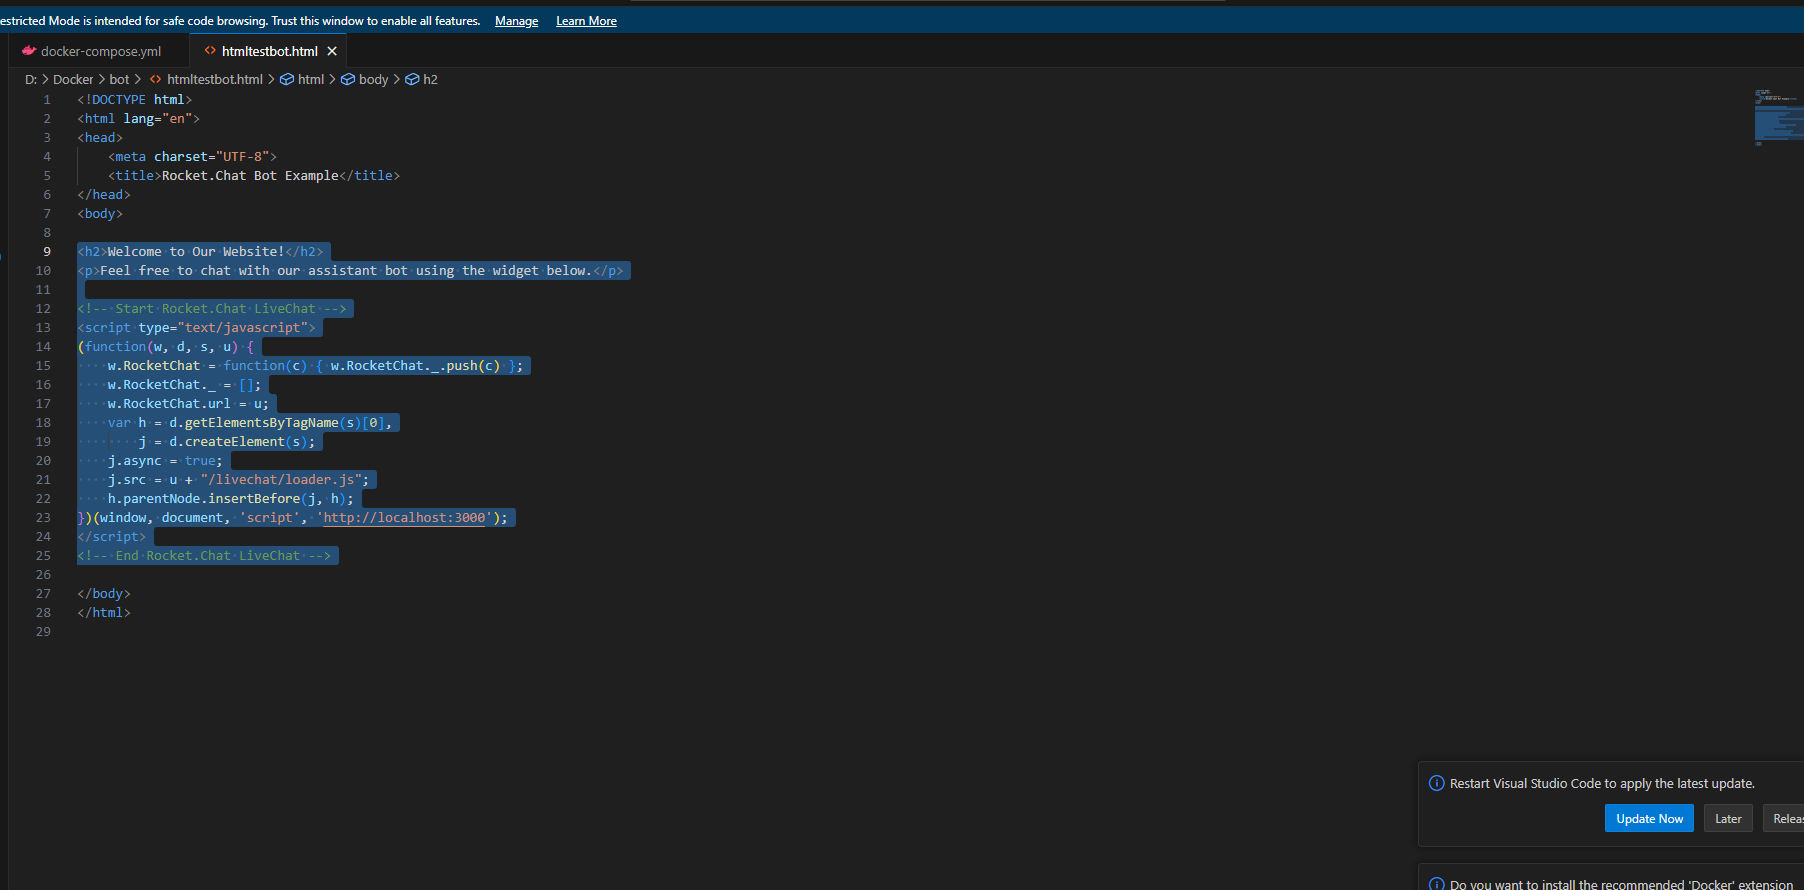 estricted Mode is intended for safe code browsing. Trust this window to enable all features. Manage Learn More
docker-compose.yml htmltestbot.html
D: > Docker > bot > htmltestbot.html > html > body > h2
1 <!DOCTYPE html>
2 <html lang="en">
3 <head>
4     <meta charset="UTF-8">
5     <title>Rocket.Chat Bot Example</title>
6 </head>
7 <body>
8
9 <h2>Welcome to Our Website!</h2>
10 <p>Feel free to chat with our assistant bot using the widget below.</p>
11
12 <!-- Start Rocket.Chat LiveChat -->
13 <script type="text/javascript">
14 (function(w, d, s, u) {
15     w.RocketChat = function(c) { w.RocketChat._.push(c) };
16     w.RocketChat._ = [];
17     w.RocketChat.url = u;
18     var h = d.getElementsByTagName(s)[0],
19         j = d.createElement(s);
20     j.async = true;
21     j.src = u + "/livechat/loader.js";
22     h.parentNode.insertBefore(j, h);
23 })(window, document, 'script', 'http://localhost:3000');
24 </script>
25 <!-- End Rocket.Chat LiveChat -->
26
27 </body>
28 </html>
29
Restart Visual Studio Code to apply the latest update.
Update Now Later Releas
Do you want to install the recommended 'Docker' extension